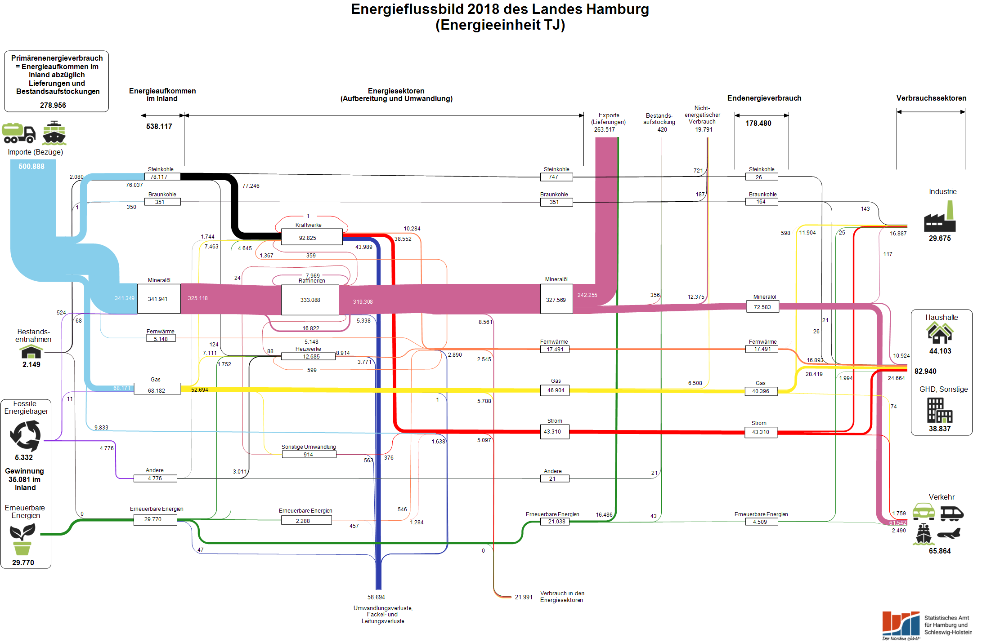 Energieflussbild 2018 des Landes Hamburg
(Energieeinheit TJ)
Primärenenergieverbrauch
= Energieaufkommen im
Inland abzüglich
Lieferungen und
Bestandsaufstockungen
278.956
Energieaufkommen
im Inland
538.117
Energiesektoren
(Aufbereitung und Umwandlung)
Exporte
(Lieferungen)
263.517
Bestands-
aufstockung
420
Nicht-
energetischer
Verbrauch
19.791
Endenergieverbrauch
178.480
Verbrauchssektoren
Importe (Bezüge)
500.888
2.080
76.037
Steinkohle
78.117
77.246
Steinkohle
747
721
Steinkohle
26
1
350
Braunkohle
351
Braunkohle
351
187
Braunkohle
164
143
Industrie
16.887
29.675
1
Kraftwerke
92.825
10.284
38.552
43.989
1.744
7.463
4.645
1.367
359
598
11.904
25
117
24
7.969
Raffinerien
333.088
Mineralöl
341.349
341.941
325.118
319.308
Mineralöl
327.569
242.255
356
12.375
Mineralöl
72.583
524
68
5.338
16.822
8.561
21
26
Bestands-
entnahmen
2.149
Fernwärme
5.148
5.148
124
7.111
1.752
88
Heizwerke
12.685
8.914
3.771
599
2.890
2.545
Fernwärme
17.491
Fernwärme
17.491
16.893
10.924
Haushalte
44.103
82.940
28.419
1.994
24.664
GHD, Sonstige
38.837
Gas
68.171
68.182
52.694
11
1
5.788
Gas
46.904
6.508
Gas
40.396
74
Fossile
Energieträger
5.332
9.833
4.776
Strom
43.310
Strom
43.310
1.638
5.097
Sonstige Umwandlung
914
563
376
Gewinnung
35.081 im
Inland
Andere
4.776
3.011
Andere
21
21
Erneuerbare
Energien
29.770
0
Erneuerbare Energien
29.770
47
Erneuerbare Energien
2.288
457
546
1.284
0
Erneuerbare Energien
21.038
16.486
43
Erneuerbare Energien
4.509
Verkehr
1.759
61.542
2.490
65.864
58.694
Umwandlungsverluste,
Fackel- und
Leitungsverluste
21.991
Verbrauch in den
Energiesektoren
Statistisches Amt
für Hamburg und
Schleswig-Holstein
Der Norden zählt